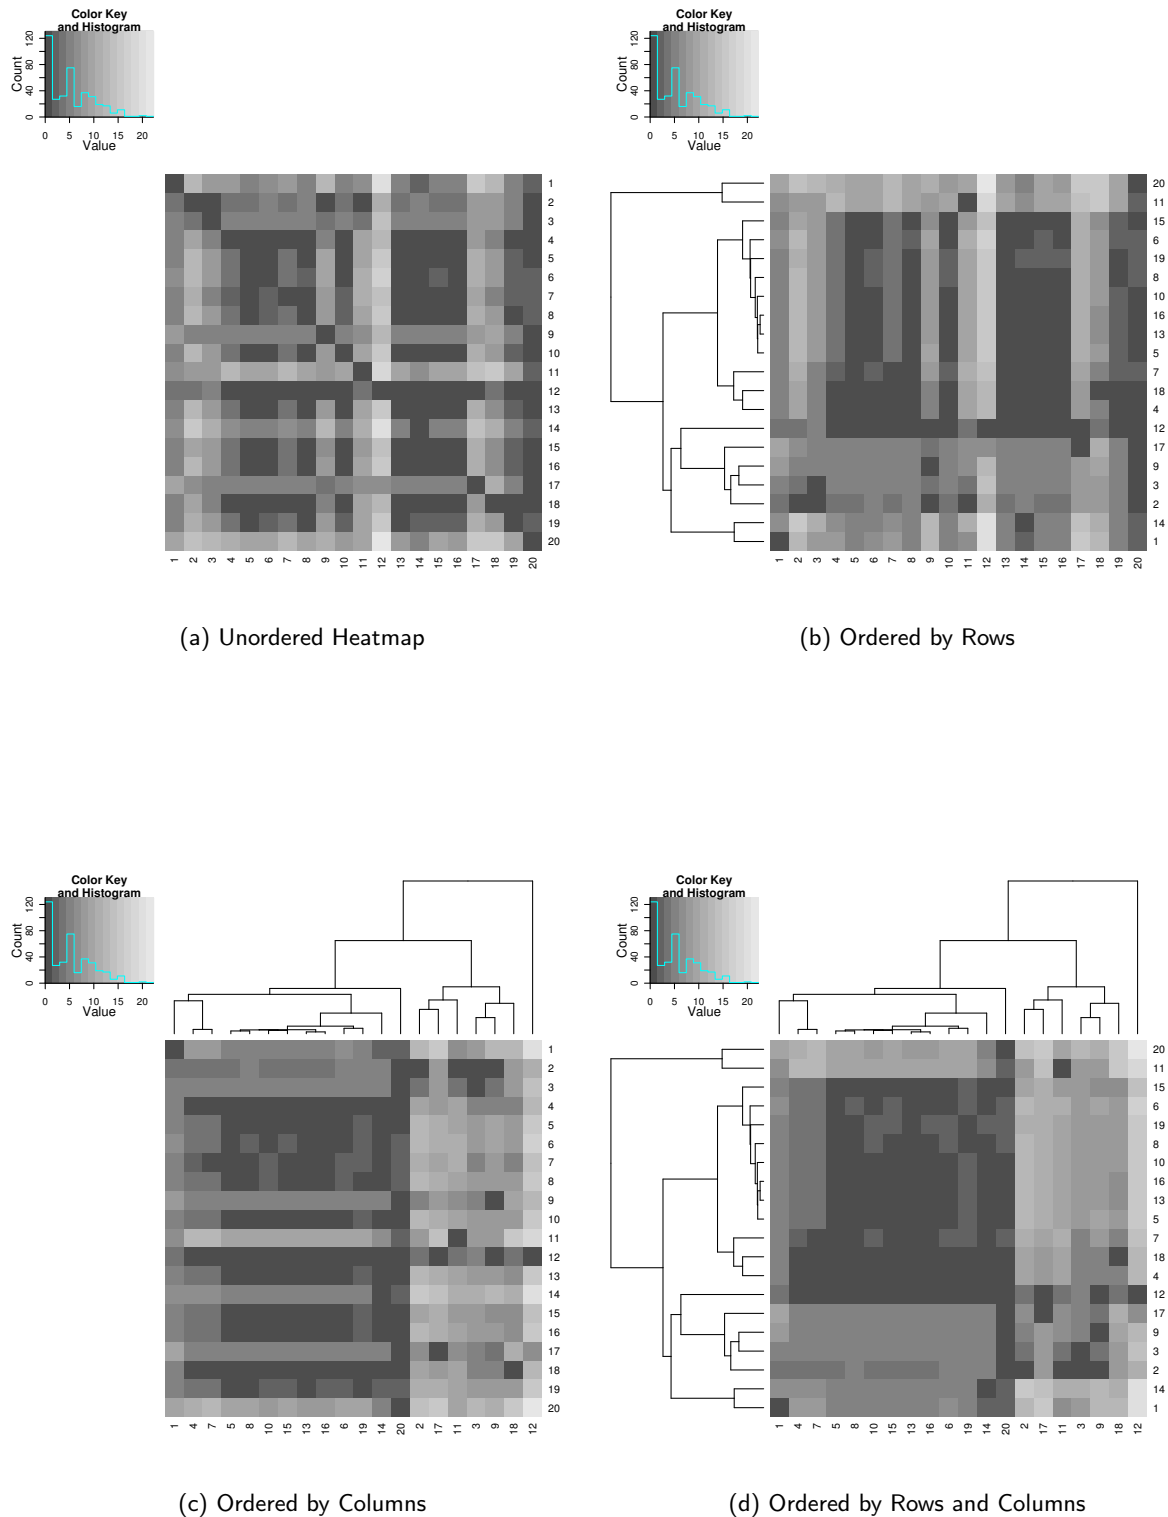 Color Key
and Histogram
Count
0 40 80 120
0 5 10 15 20
Value
1
2
3
4
5
6
7
8
9
10
11
12
13
14
15
16
17
18
19
20
1 2 3 4 5 6 7 8 9 10 11 12 13 14 15 16 17 18 19 20
(a) Unordered Heatmap
Color Key
and Histogram
Count
0 40 80 120
0 5 10 15 20
Value
20
11
15
6
19
8
10
16
13
5
7
18
4
12
17
9
3
2
14
1
1 2 3 4 5 6 7 8 9 10 11 12 13 14 15 16 17 18 19 20
(b) Ordered by Rows
Color Key
and Histogram
Count
0 40 80 120
0 5 10 15 20
Value
1
2
3
4
5
6
7
8
9
10
11
12
13
14
15
16
17
18
19
20
1 4 7 5 8 10 15 13 16 6 19 14 20 2 17 11 3 9 18 12
(c) Ordered by Columns
Color Key
and Histogram
Count
0 40 80 120
0 5 10 15 20
Value
20
11
15
6
19
8
10
16
13
5
7
18
4
12
17
9
3
2
14
1
1 4 7 5 8 10 15 13 16 6 19 14 20 2 17 11 3 9 18 12
(d) Ordered by Rows and Columns